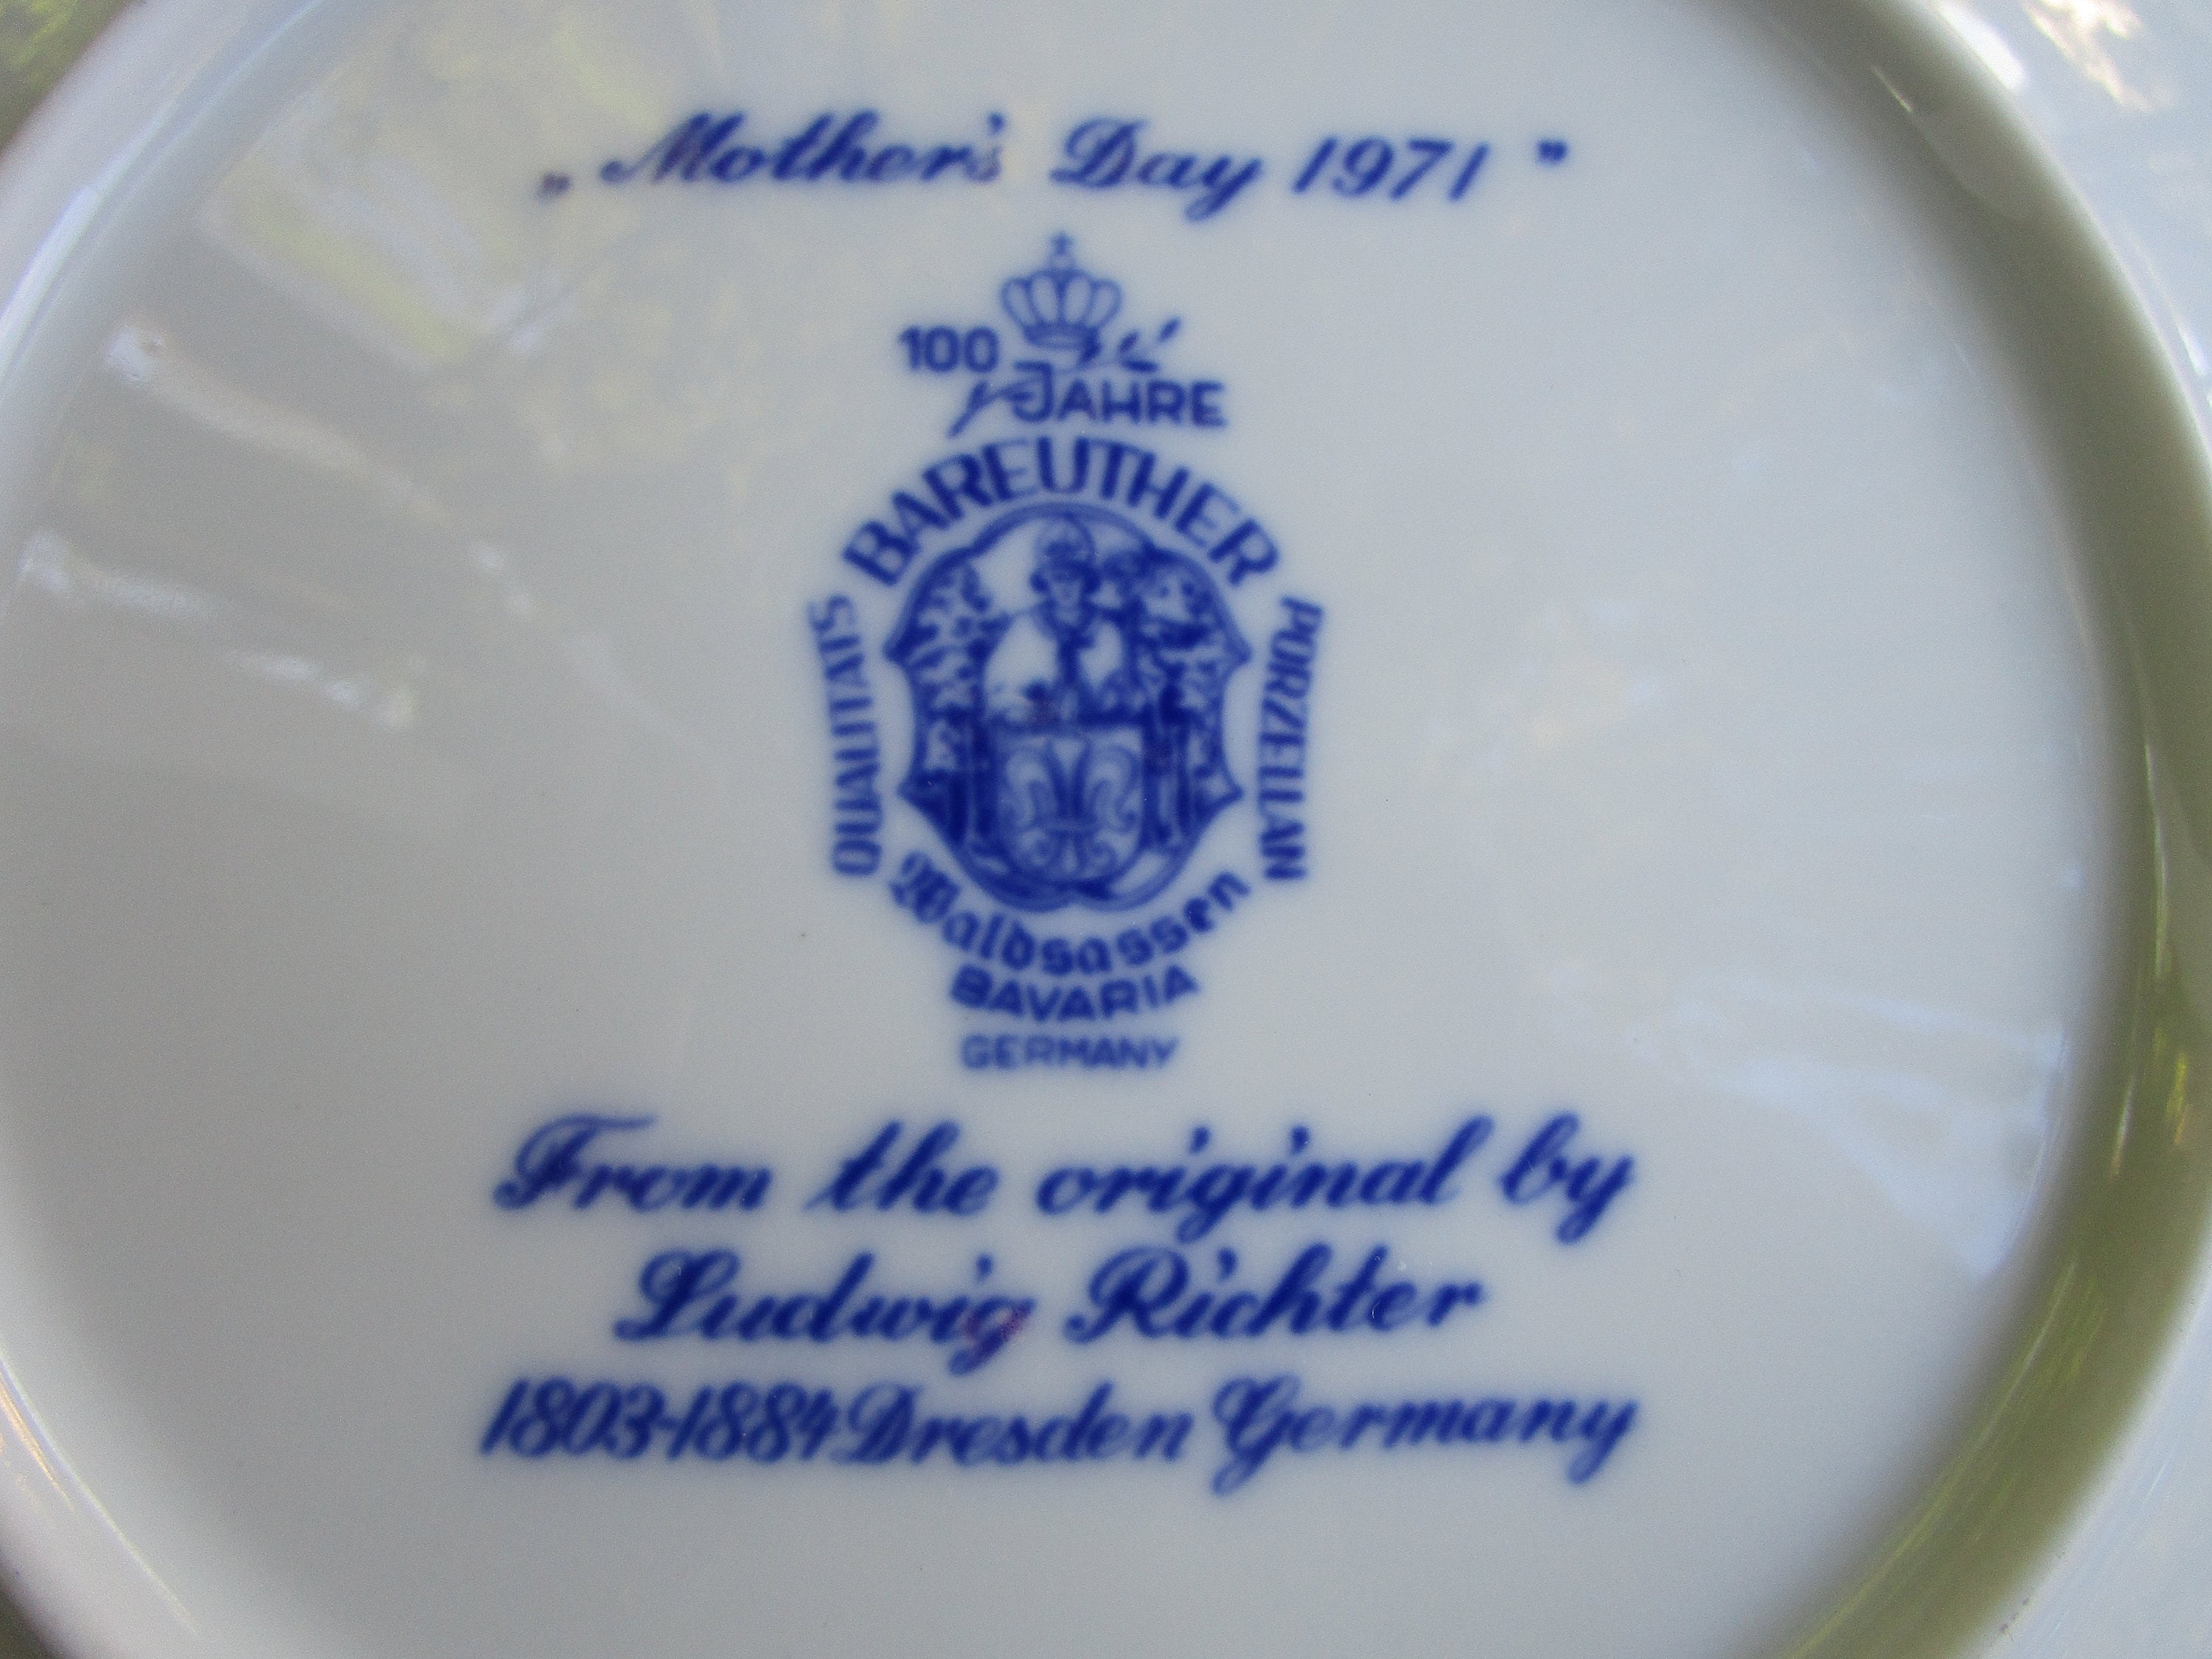 „Mother's Day 1971”
100
JAHRE
BAREUTHER
QUALITÄTS
PORZELLAN
Waldsassen
BAVARIA
GERMANY
From the original by
Ludwig Richter
1803-1884 Dresden Germany